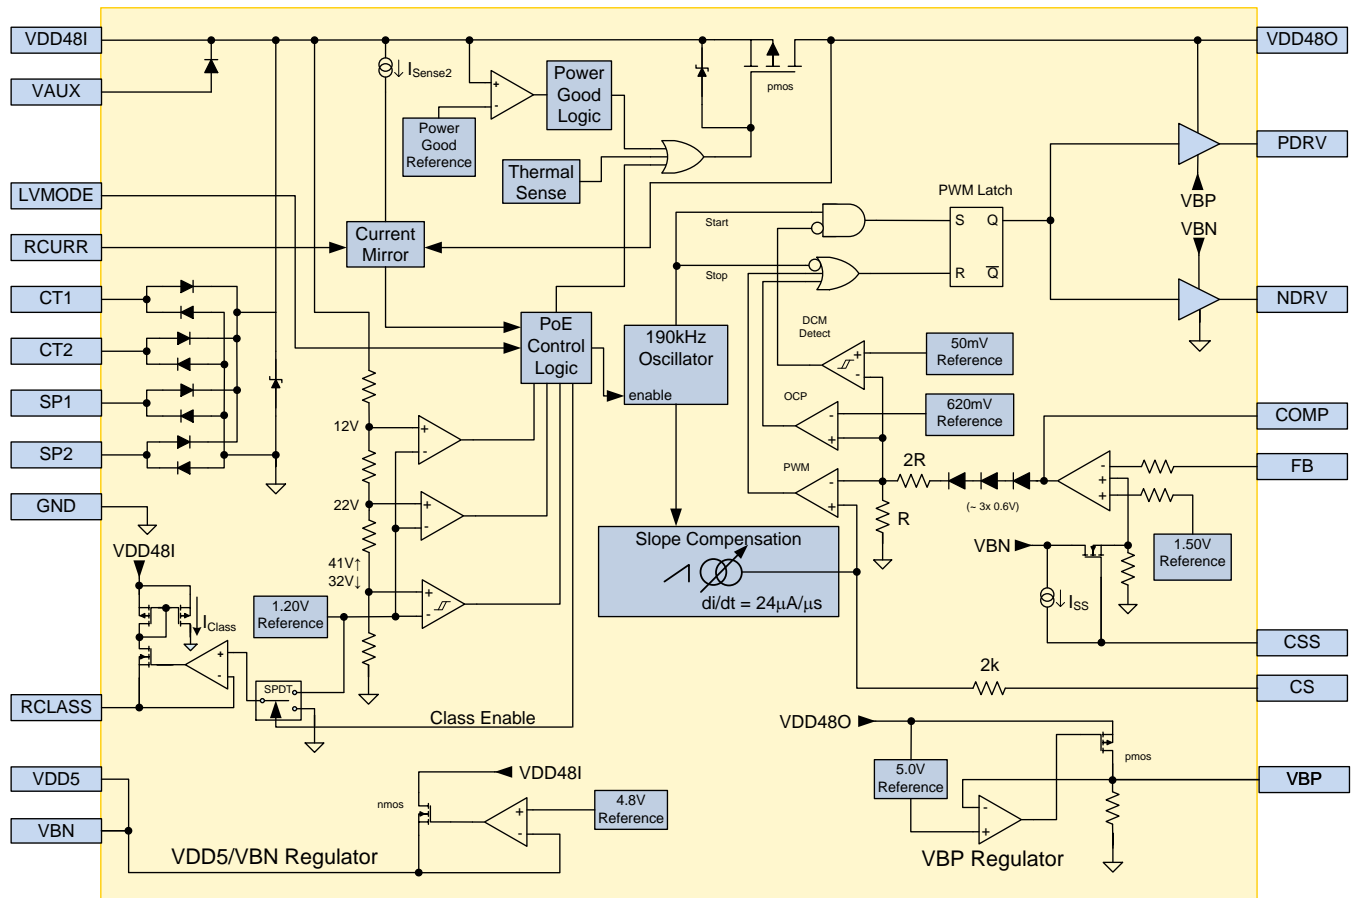 VDD48I
VDD48O
VAUX
ISense2
Power
Good
Logic
pmos
Power
Good
Reference
PDRV
Thermal
Sense
LVMODE
PWM Latch
VBP
Start
S Q
RCURR
Current
Mirror
VBN
Stop
R Q
CT1
NDRV
PoE
Control
Logic
190kHz
Oscillator
enable
DCM
Detect
50mV
Reference
CT2
SP1
OCP
620mV
Reference
COMP
12V
+
-
SP2
PWM
2R
FB
(~ 3x 0.6V)
GND
22V
R
1.50V
Reference
VDD48I
Slope Compensation
di/dt = 24µA/µs
VBN
41V↑
32V↓
ISS
1.20V
Reference
IClass
CSS
2k
CS
SPDT
RCLASS
Class Enable
VDD48O
pmos
VDD5
VDD48I
5.0V
Reference
VBP
nmos
4.8V
Reference
VBN
VDD5/VBN Regulator
VBP Regulator